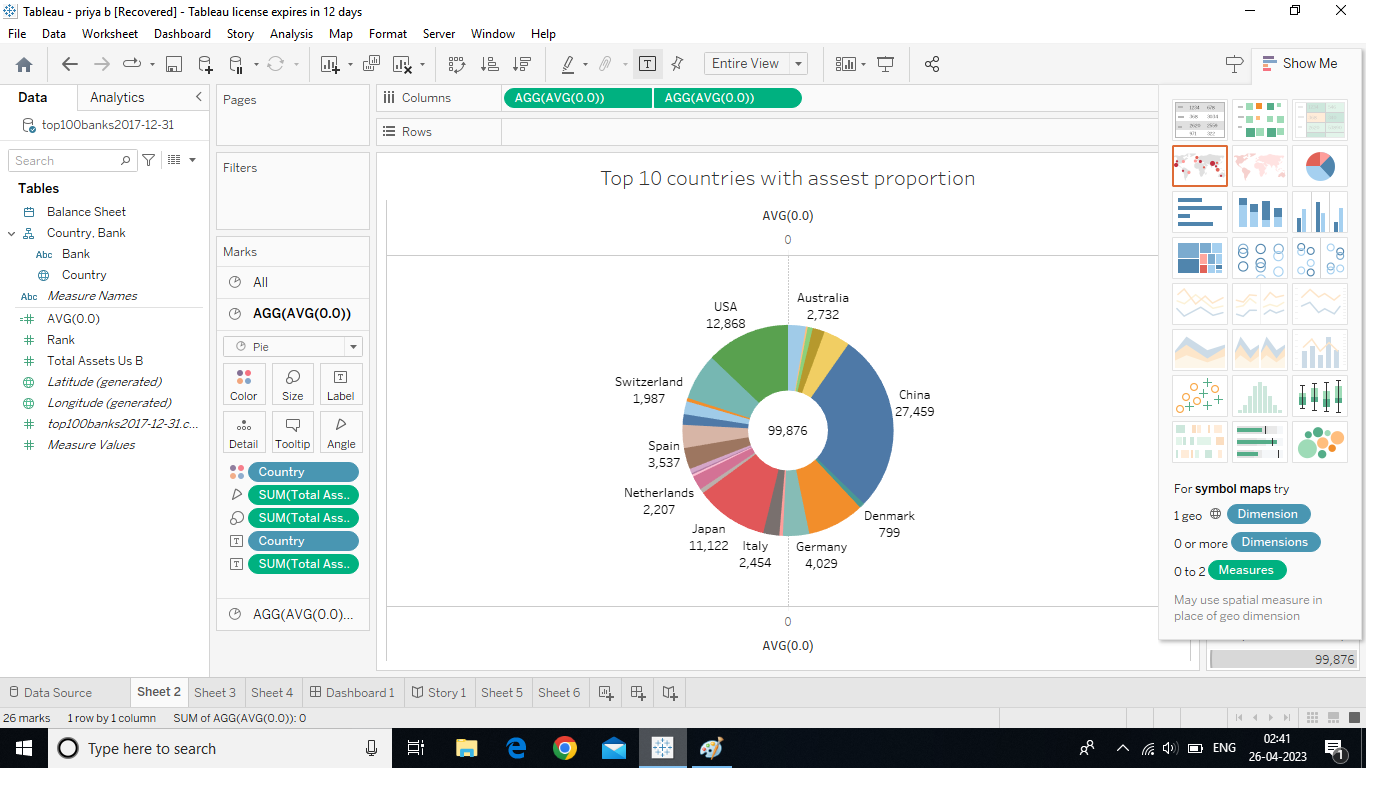 Tableau - priya b [Recovered] - Tableau license expires in 12 days
File Data Worksheet Dashboard Story Analysis Map Format Server Window Help
Entire View
Show Me
Data Analytics
top100banks2017-12-31
Search
Tables
Balance Sheet
Country, Bank
Abc Bank
Country
Abc Measure Names
AVG(0.0)
Rank
Total Assets Us B
Latitude (generated)
Longitude (generated)
top100banks2017-12-31.c...
Measure Values
Pages
Filters
Marks
All
AGG(AVG(0.0))
Pie
Color Size Label
Detail Tooltip Angle
Country
SUM(Total Ass..
SUM(Total Ass..
Country
SUM(Total Ass..
AGG(AVG(0.0)...
Columns AGG(AVG(0.0)) AGG(AVG(0.0))
Rows
Top 10 countries with assest proportion
AVG(0.0)
0
USA
12,868
Australia
2,732
Switzerland
1,987
China
27,459
99,876
Spain
3,537
Netherlands
2,207
Denmark
799
Japan
11,122
Italy
2,454
Germany
4,029
0
AVG(0.0)
For symbol maps try
1 geo Dimension
0 or more Dimensions
0 to 2 Measures
May use spatial measure in
place of geo dimension
99,876
Data Source Sheet 2 Sheet 3 Sheet 4 Dashboard 1 Story 1 Sheet 5 Sheet 6
26 marks 1 row by 1 column SUM of AGG(AVG(0.0)): 0
Type here to search
ENG
02:41
26-04-2023
1